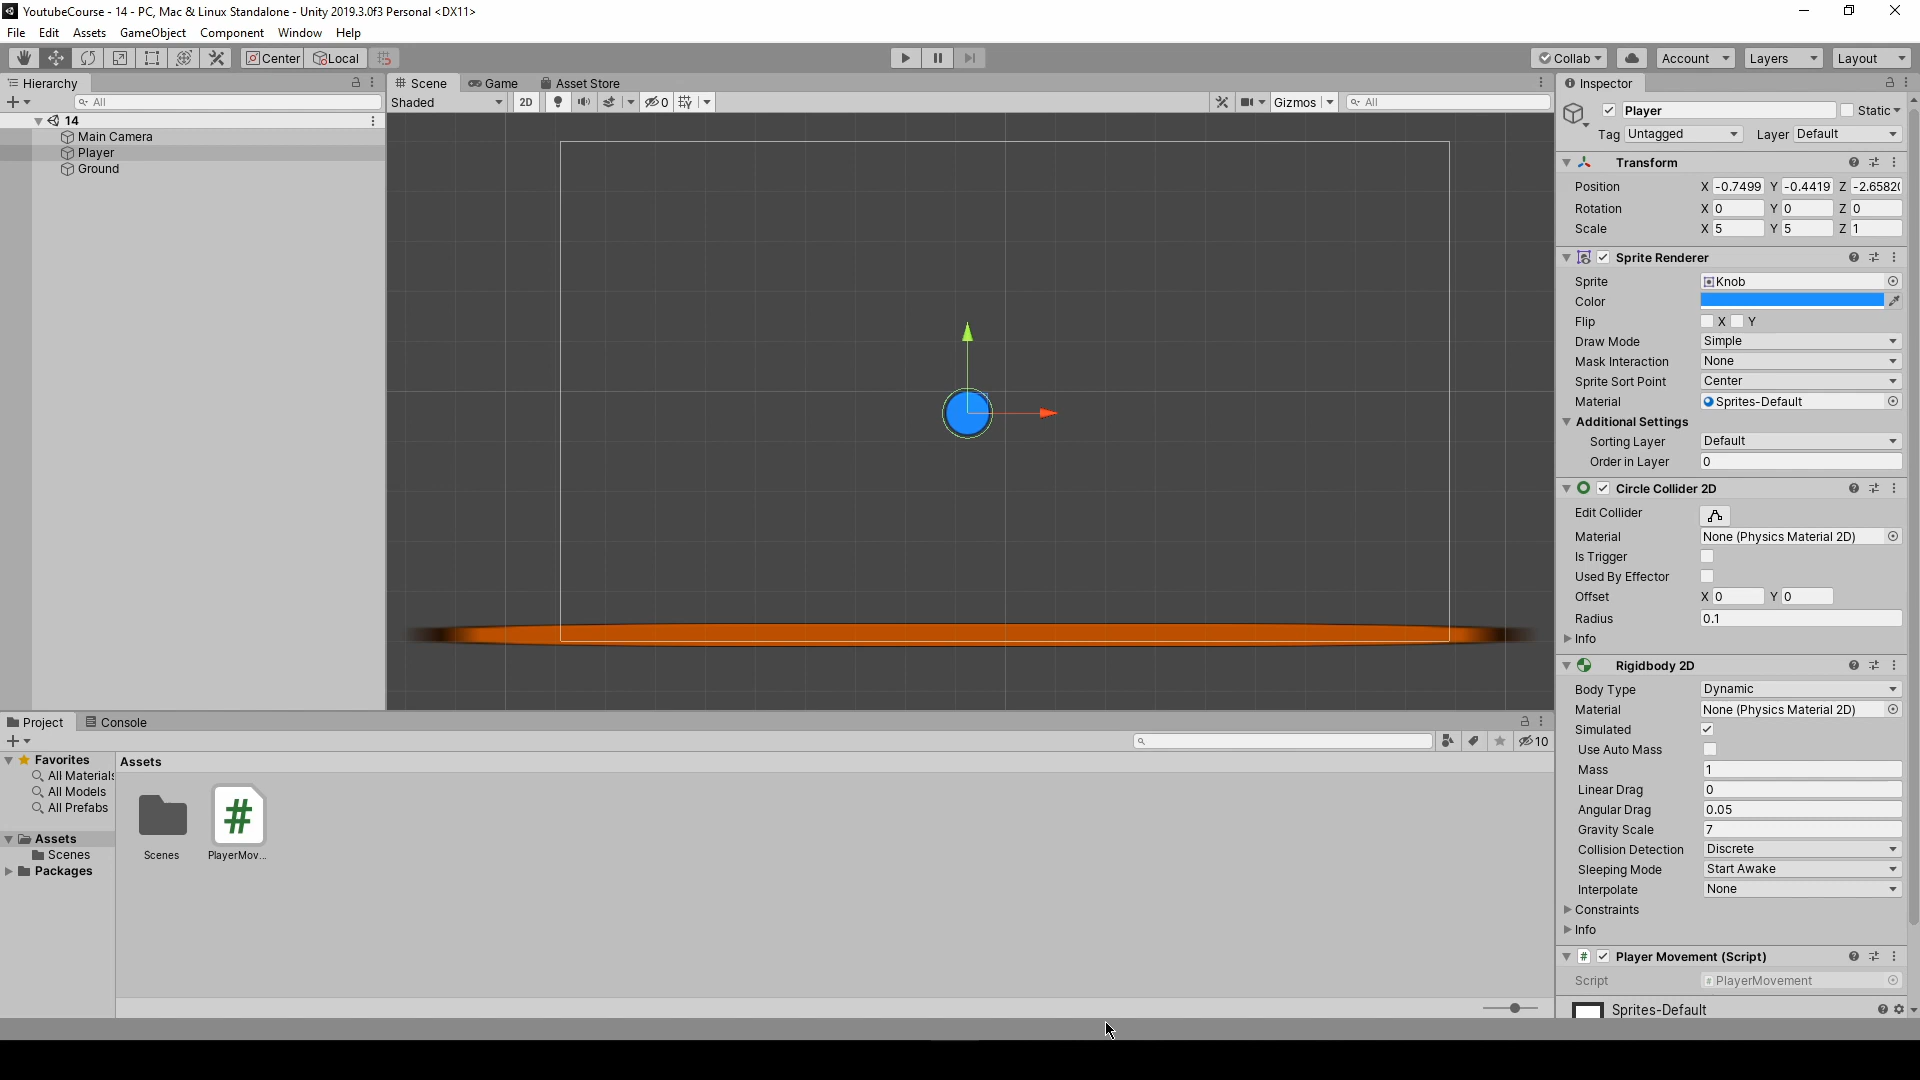 YoutubeCourse - 14 - PC, Mac & Linux Standalone - Unity 2019.3.0f3 Personal <DX11>
File Edit Assets GameObject Component Window Help
Center Local Collab Account Layers Layout
Hierarchy
All
14
Main Camera
Player
Ground
Scene Game Asset Store
Shaded 2D 0 Gizmos All
Inspector
Player Static
Tag Untagged Layer Default
Transform
Position X -0.7499 Y -0.4419 Z -2.6582(
Rotation X 0 Y 0 Z 0
Scale X 5 Y 5 Z 1
Sprite Renderer
Sprite Knob
Color
Flip X Y
Draw Mode Simple
Mask Interaction None
Sprite Sort Point Center
Material Sprites-Default
Additional Settings
Sorting Layer Default
Order in Layer 0
Circle Collider 2D
Edit Collider
Material None (Physics Material 2D)
Is Trigger
Used By Effector
Offset X 0 Y 0
Radius 0.1
Info
Rigidbody 2D
Body Type Dynamic
Material None (Physics Material 2D)
Simulated
Use Auto Mass
Mass 1
Linear Drag 0
Angular Drag 0.05
Gravity Scale 7
Collision Detection Discrete
Sleeping Mode Start Awake
Interpolate None
Constraints
Info
# Player Movement (Script)
Script PlayerMovement
Sprites-Default
Project Console
10
Favorites
All Materials
All Models
All Prefabs
Assets
Scenes
Packages
Assets
#
Scenes PlayerMov...